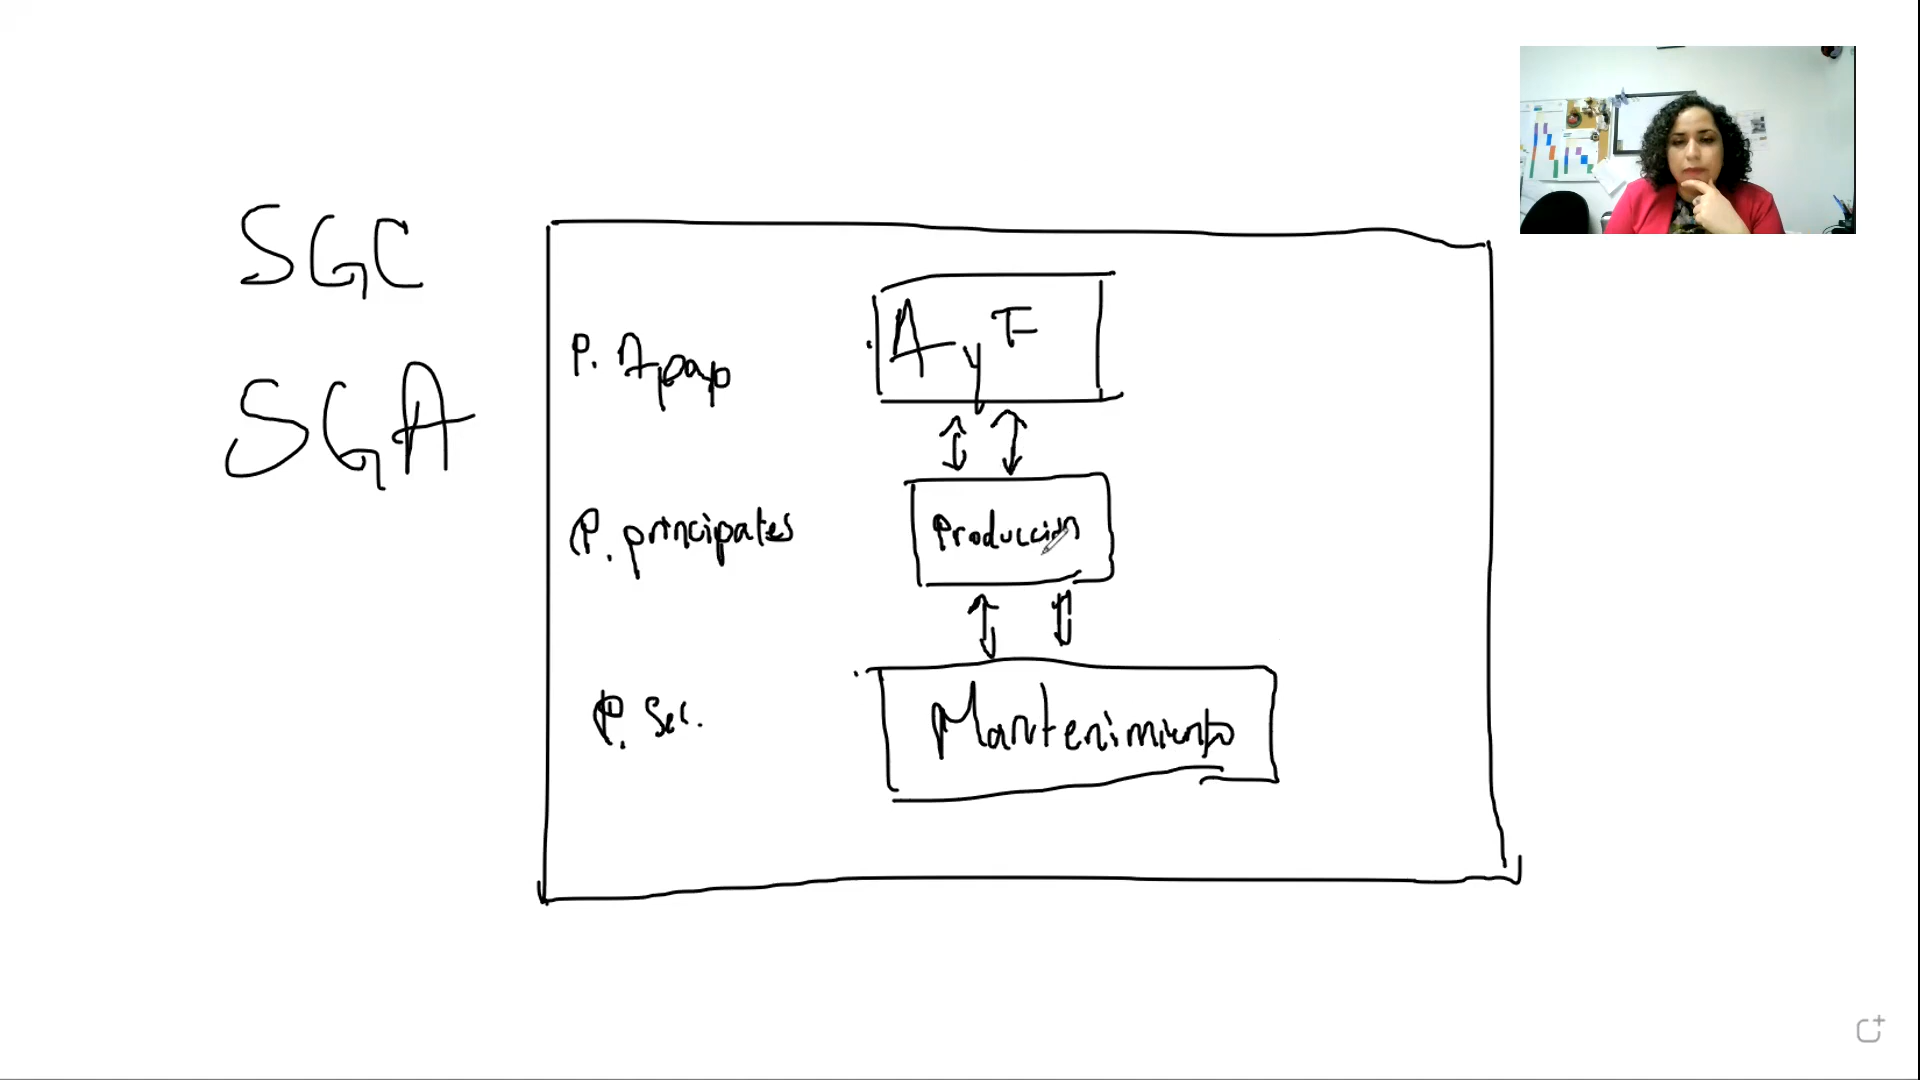 SGC
SGA
P. Apoyo
A y F
P. principales
Producción
P. Sec.
Mantenimiento